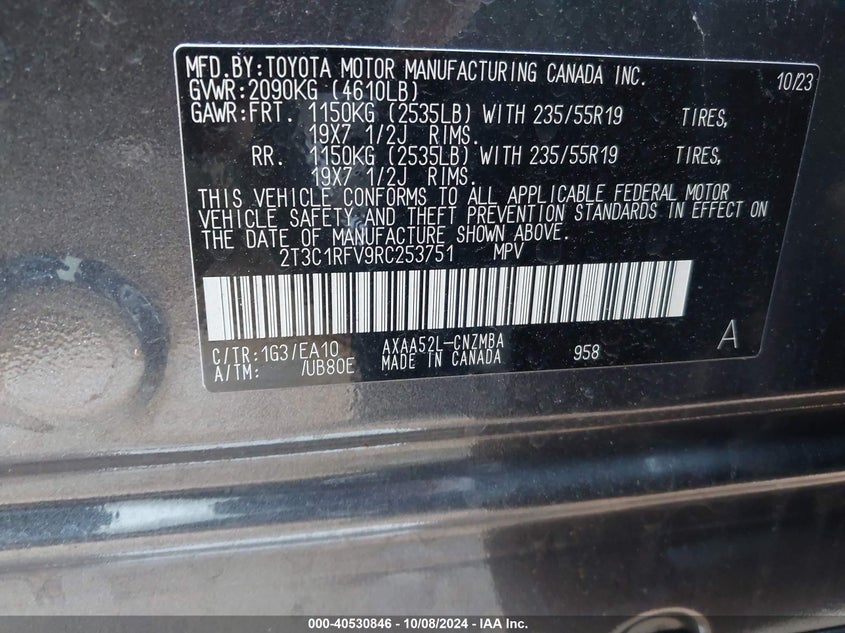 MFD.BY:TOYOTA MOTOR MANUFACTURING CANADA INC. 10/23
GVWR:2090KG (4610LB)
GAWR:FRT. 1150KG (2535LB) WITH 235/55R19 TIRES,
19X7 1/2J RIMS.
RR. 1150KG (2535LB) WITH 235/55R19 TIRES,
19X7 1/2J RIMS.
THIS VEHICLE CONFORMS TO ALL APPLICABLE FEDERAL MOTOR
VEHICLE SAFETY AND THEFT PREVENTION STANDARDS IN EFFECT ON
THE DATE OF MANUFACTURE SHOWN ABOVE.
2T3C1RFV9RC253751 MPV
C/TR:1G3/EA10 AXAA52L-CNZMBA A
A/TM: /UB80E MADE IN CANADA 958
000-40530846 - 10/08/2024 - IAA Inc.